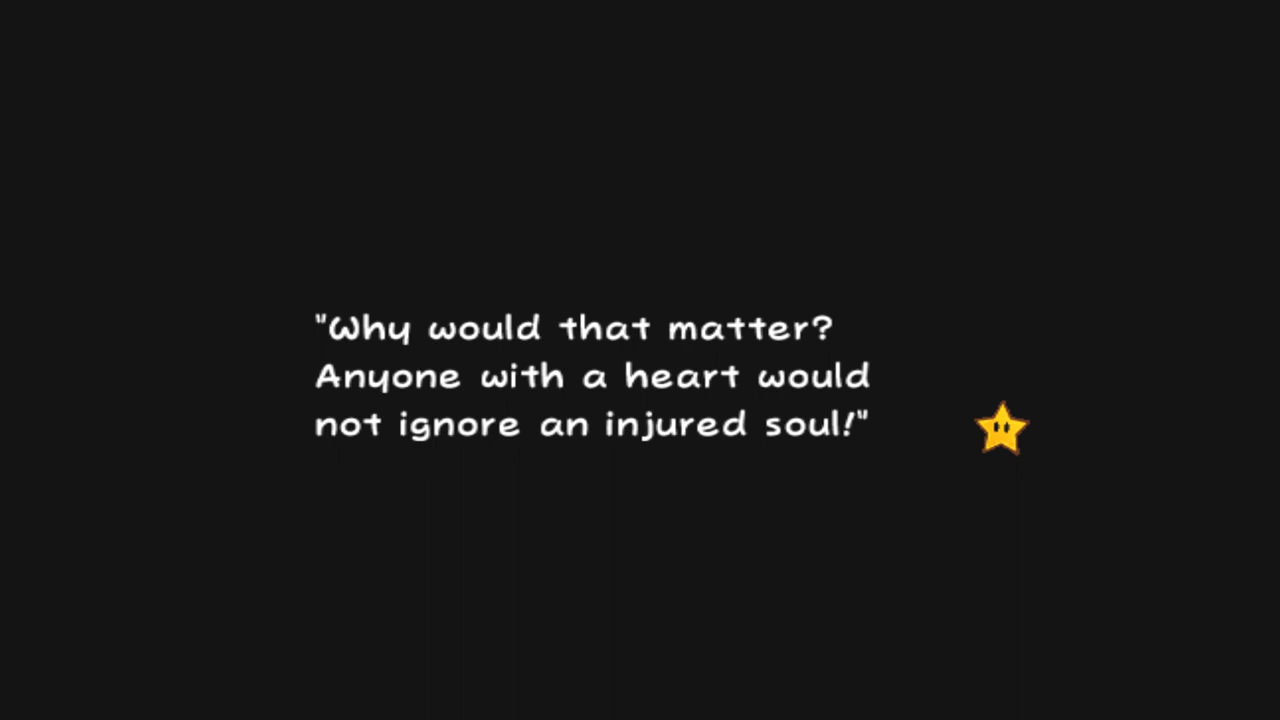 "Why would that matter?
Anyone with a heart would
not ignore an injured soul!"